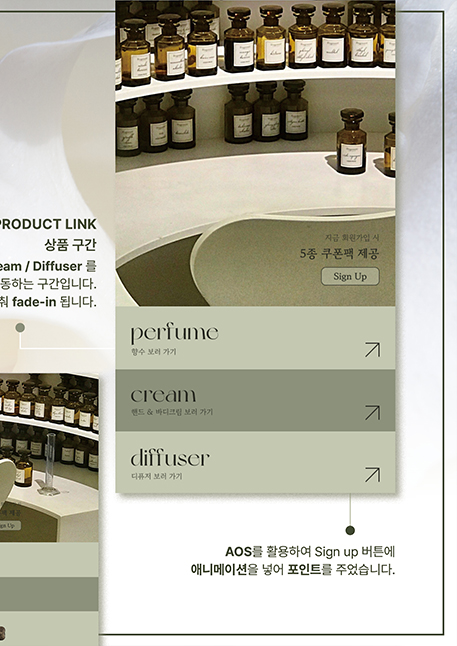 지금 회원가입 시
5종 쿠폰팩 제공
Sign Up
PRODUCT LINK
상품 구간
eam / Diffuser 를
동하는 구간입니다.
춰 fade-in 됩니다.
perfume
향수 보러 가기
cream
핸드 & 바디크림 보러 가기
diffuser
디퓨저 보러 가기
gn Up
AOS를 활용하여 Sign up 버튼에
애니메이션을 넣어 포인트를 주었습니다.